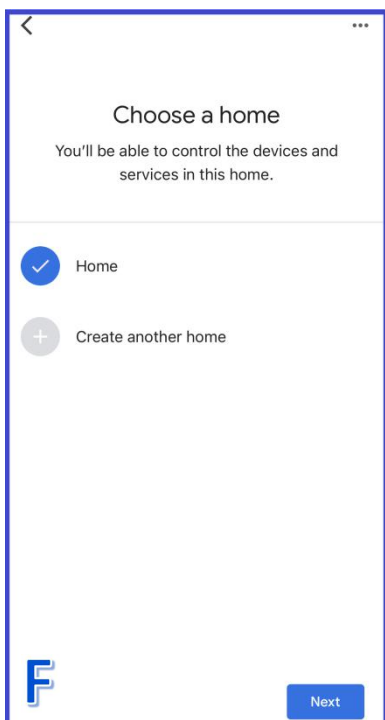 Choose a home
You'll be able to control the devices and
services in this home.
Home
Create another home
F
Next